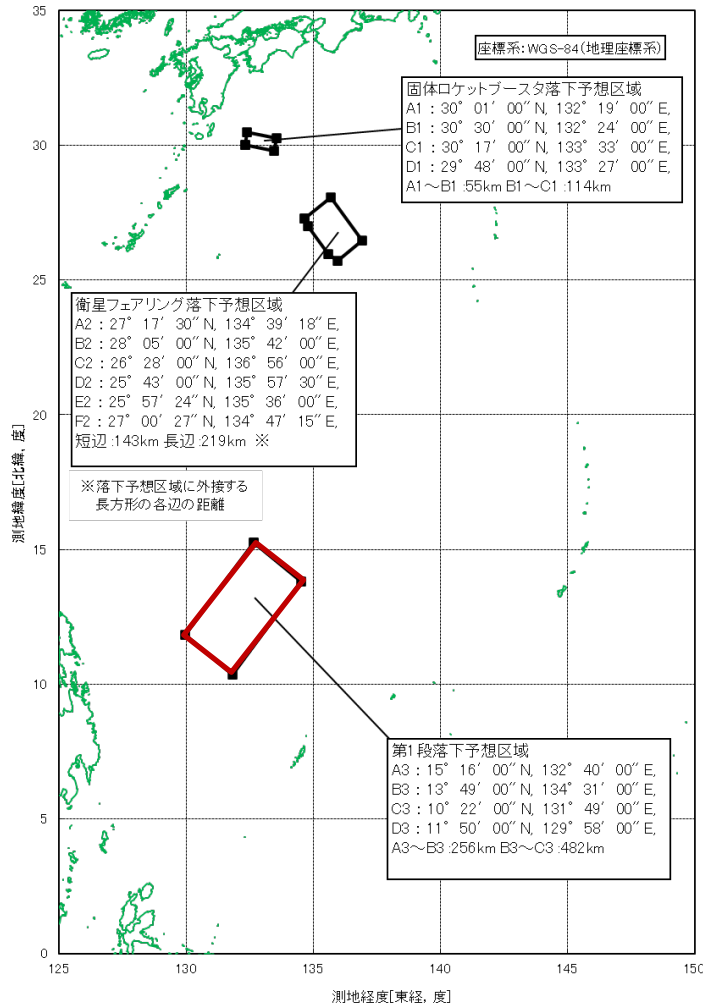 35
座標系：WGS-84(地理座標系)
固体ロケットブースタ落下予想区域
A1 : 30° 01′ 00″ N, 132° 19′ 00″ E,
B1 : 30° 30′ 00″ N, 132° 24′ 00″ E,
C1 : 30° 17′ 00″ N, 133° 33′ 00″ E,
D1 : 29° 48′ 00″ N, 133° 27′ 00″ E,
A1～B1 :55km B1～C1 :114km
30
25
衛星フェアリング落下予想区域
A2 : 27° 17′ 30″ N, 134° 39′ 18″ E,
B2 : 28° 05′ 00″ N, 135° 42′ 00″ E,
C2 : 26° 28′ 00″ N, 136° 56′ 00″ E,
D2 : 25° 43′ 00″ N, 135° 57′ 30″ E,
E2 : 25° 57′ 24″ N, 135° 36′ 00″ E,
F2 : 27° 00′ 27″ N, 134° 47′ 15″ E,
短辺 :143km 長辺 :219km ※
20
※落下予想区域に外接する
長方形の各辺の距離
測地緯度[北緯, 度]
15
10
第1段落下予想区域
A3 : 15° 16′ 00″ N, 132° 40′ 00″ E,
B3 : 13° 49′ 00″ N, 134° 31′ 00″ E,
C3 : 10° 22′ 00″ N, 131° 49′ 00″ E,
D3 : 11° 50′ 00″ N, 129° 58′ 00″ E,
A3～B3 :256km B3～C3 :482km
5
0
125 130 135 140 145 150
測地経度[東経, 度]